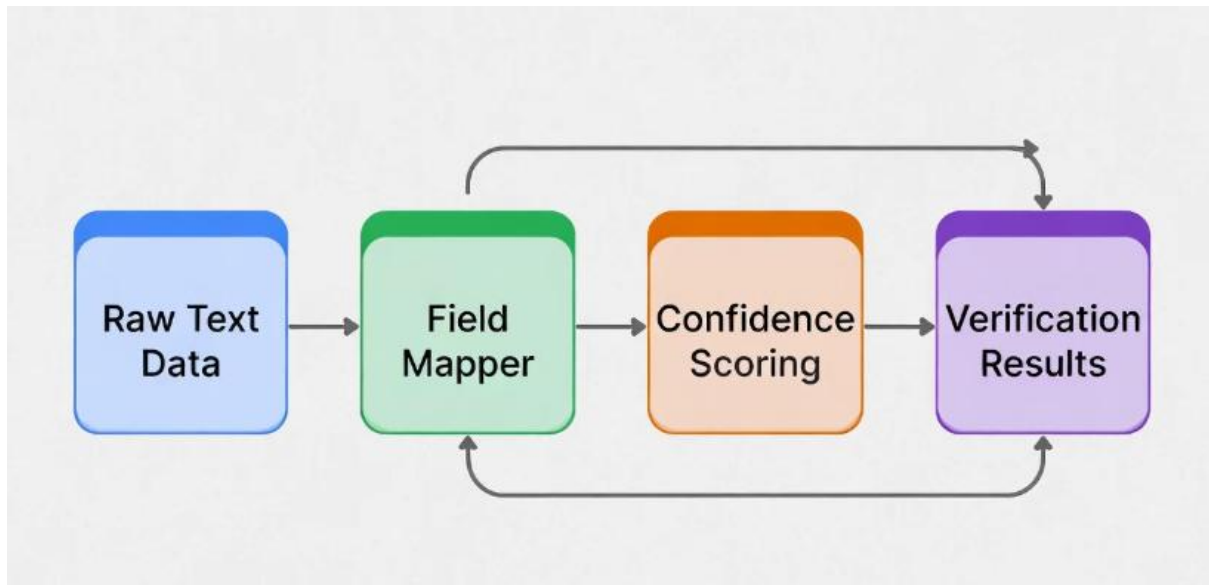 Raw Text
Data
Field
Mapper
Confidence
Scoring
Verification
Results